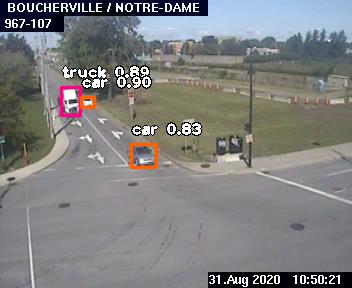 BOUCHERVILLE / NOTRE-DAME
967-107
truck 0.89
car 0.90
car 0.83
31.Aug 2020 10:50:21